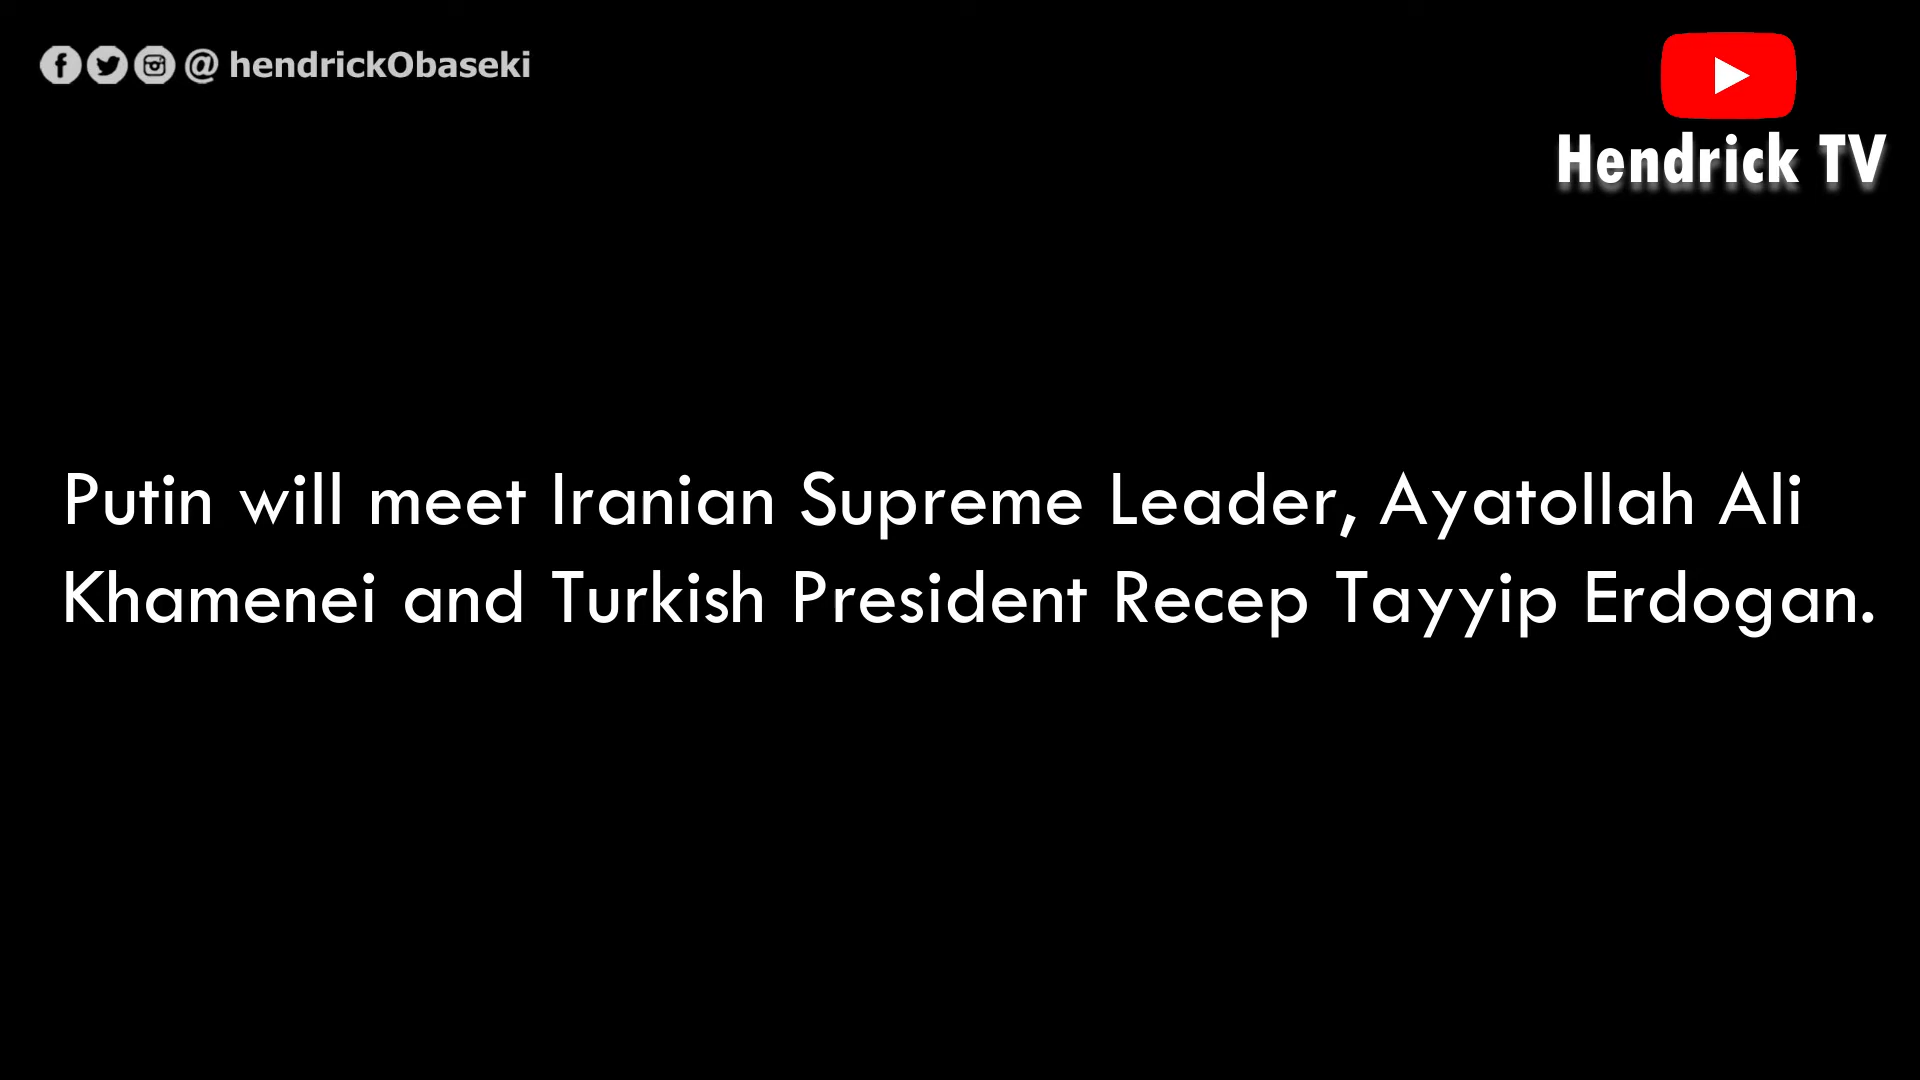 @ hendrickObaseki
Hendrick TV
Putin will meet Iranian Supreme Leader, Ayatollah Ali
Khamenei and Turkish President Recep Tayyip Erdogan.